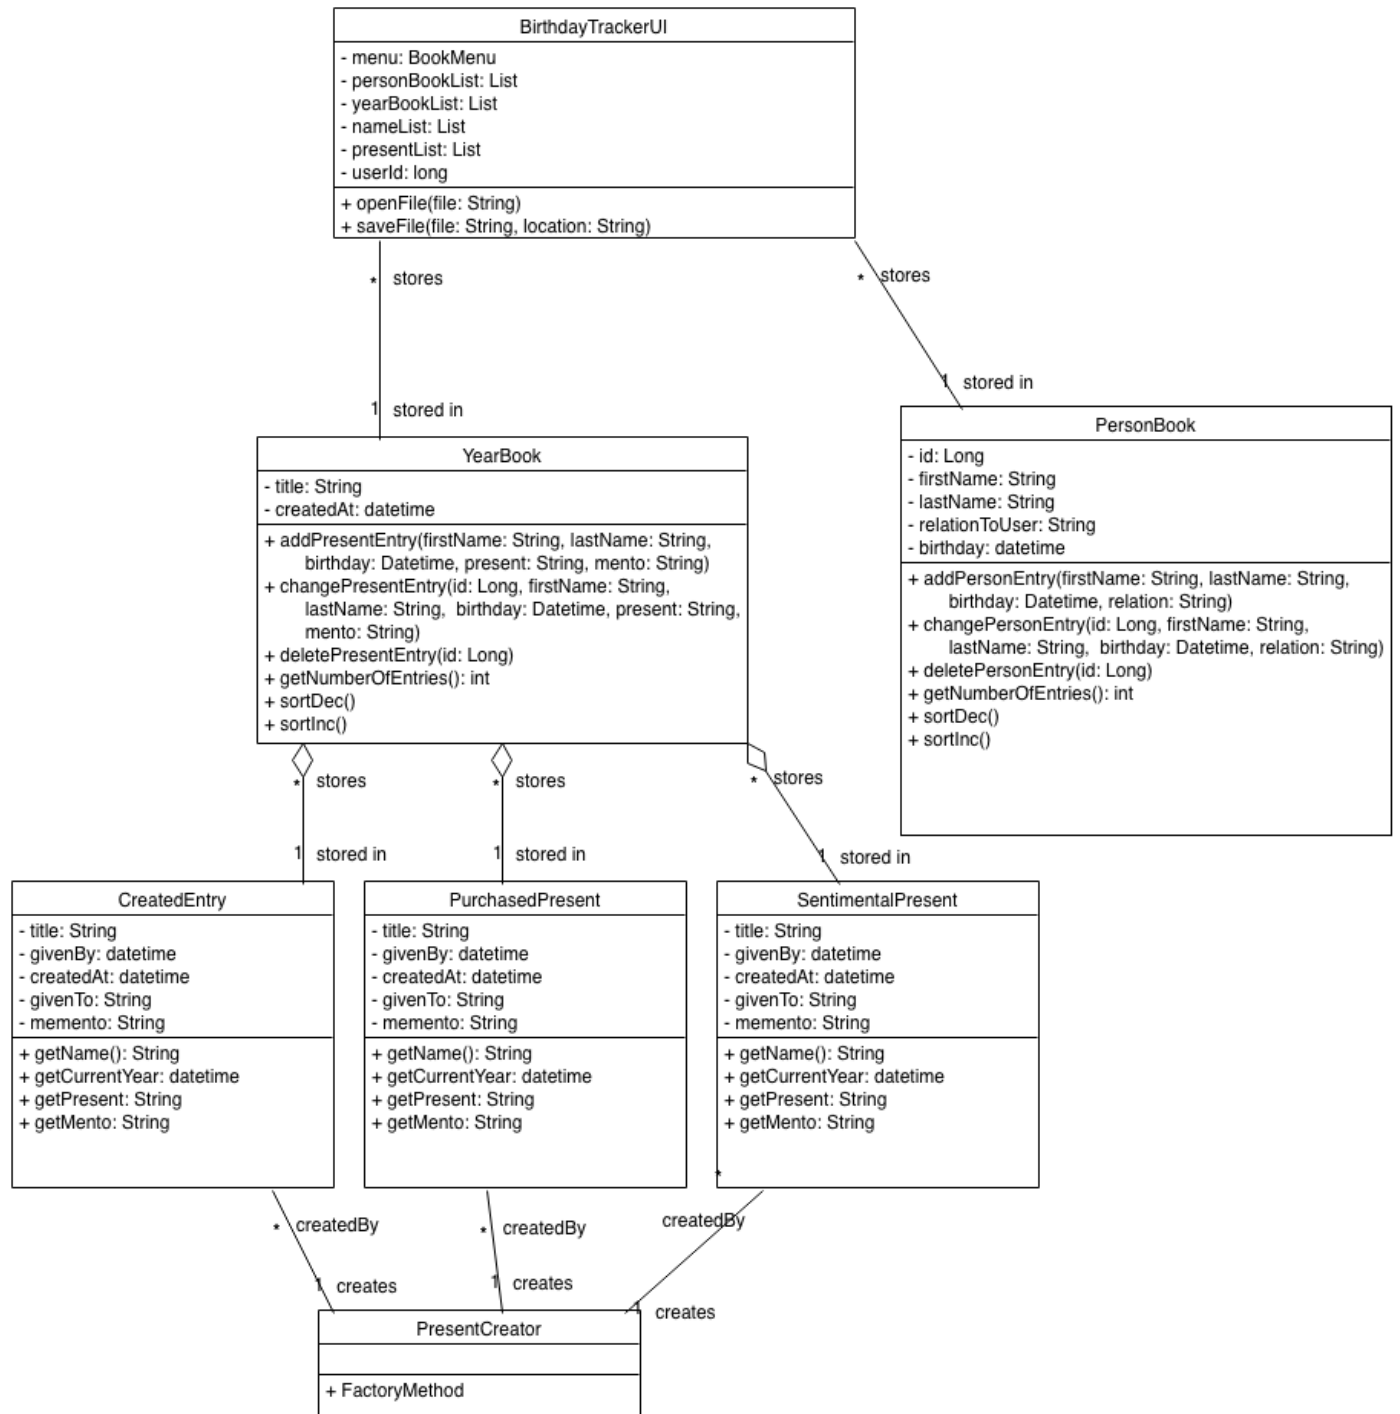 BirthdayTrackerUI
- menu: BookMenu
- personBookList: List
- yearBookList: List
- nameList: List
- presentList: List
- userId: long
+ openFile(file: String)
+ saveFile(file: String, location: String)
* stores
* stores
1 stored in
1 stored in
YearBook
- title: String
- createdAt: datetime
+ addPresentEntry(firstName: String, lastName: String,
birthday: Datetime, present: String, mento: String)
+ changePresentEntry(id: Long, firstName: String,
lastName: String, birthday: Datetime, present: String,
mento: String)
+ deletePresentEntry(id: Long)
+ getNumberOfEntries(): int
+ sortDec()
+ sortInc()
PersonBook
- id: Long
- firstName: String
- lastName: String
- relationToUser: String
- birthday: datetime
+ addPersonEntry(firstName: String, lastName: String,
birthday: Datetime, relation: String)
+ changePersonEntry(id: Long, firstName: String,
lastName: String, birthday: Datetime, relation: String)
+ deletePersonEntry(id: Long)
+ getNumberOfEntries(): int
+ sortDec()
+ sortInc()
* stores
* stores
* stores
1 stored in
1 stored in
1 stored in
CreatedEntry
- title: String
- givenBy: datetime
- createdAt: datetime
- givenTo: String
- memento: String
+ getName(): String
+ getCurrentYear: datetime
+ getPresent: String
+ getMento: String
PurchasedPresent
- title: String
- givenBy: datetime
- createdAt: datetime
- givenTo: String
- memento: String
+ getName(): String
+ getCurrentYear: datetime
+ getPresent: String
+ getMento: String
SentimentalPresent
- title: String
- givenBy: datetime
- createdAt: datetime
- givenTo: String
- memento: String
+ getName(): String
+ getCurrentYear: datetime
+ getPresent: String
+ getMento: String
*
* createdBy
* createdBy
createdBy
1 creates
1 creates
1 creates
PresentCreator
+ FactoryMethod